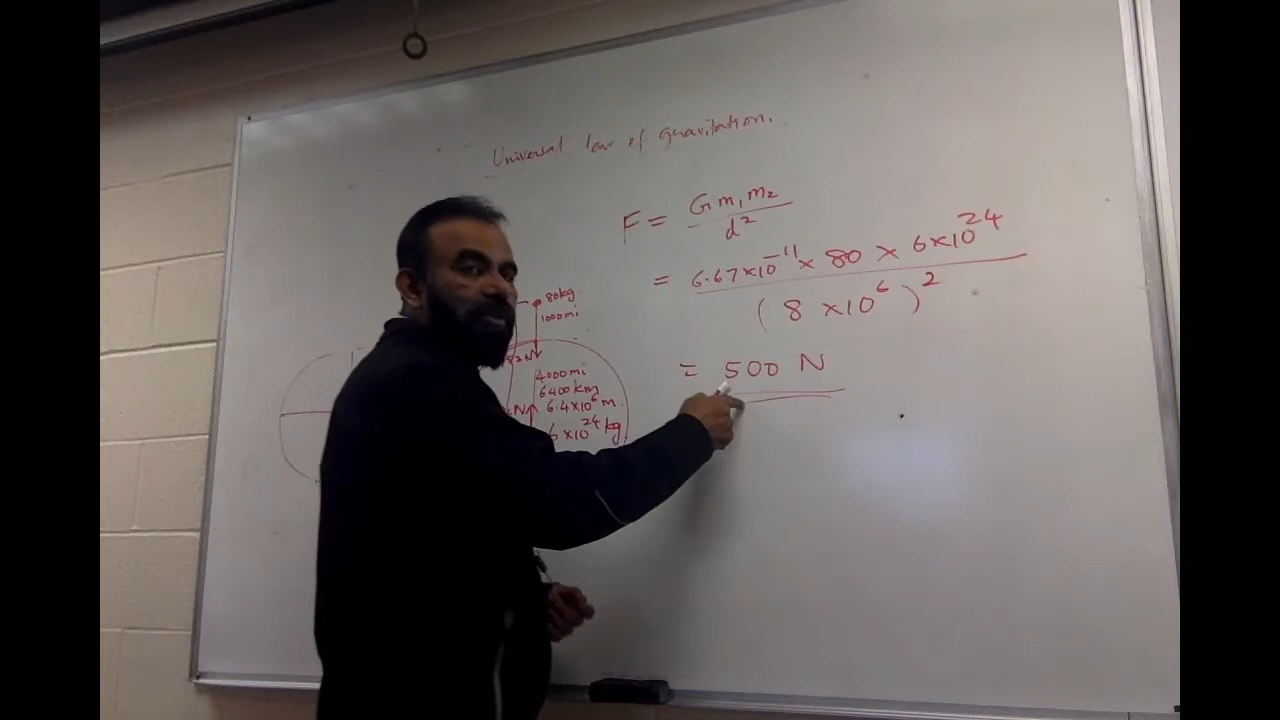 Universal law of gravitation.
F = G m₁ m₂ / d²
= 6.67×10⁻¹¹ × 80 × 6×10²⁴ / (8 ×10⁶)²
= 500 N
80kg
1000mi
4000mi
6400km
6.4×10⁶ m
6×10²⁴ kg